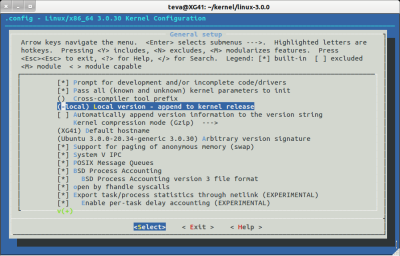 teva@XG41: ~/kernel/linux-3.0.0
.config - Linux/x86_64 3.0.30 Kernel Configuration
General setup
Arrow keys navigate the menu. <Enter> selects submenus --->. Highlighted letters are
hotkeys. Pressing <Y> includes, <N> excludes, <M> modularizes features. Press
<Esc><Esc> to exit, <?> for Help, </> for Search. Legend: [*] built-in [ ] excluded
<M> module < > module capable
[*] Prompt for development and/or incomplete code/drivers
[*] Pass all (known and unknown) kernel parameters to init
() Cross-compiler tool prefix
(-local) Local version - append to kernel release
[ ] Automatically append version information to the version string
Kernel compression mode (Gzip) --->
(XG41) Default hostname
(Ubuntu 3.0.0-20.34-generic 3.0.30) Arbitrary version signature
[*] Support for paging of anonymous memory (swap)
[*] System V IPC
[*] POSIX Message Queues
[*] BSD Process Accounting
[*] BSD Process Accounting version 3 file format
[*] open by fhandle syscalls
[*] Export task/process statistics through netlink (EXPERIMENTAL)
[*] Enable per-task delay accounting (EXPERIMENTAL)
v(+)
<Select> < Exit > < Help >